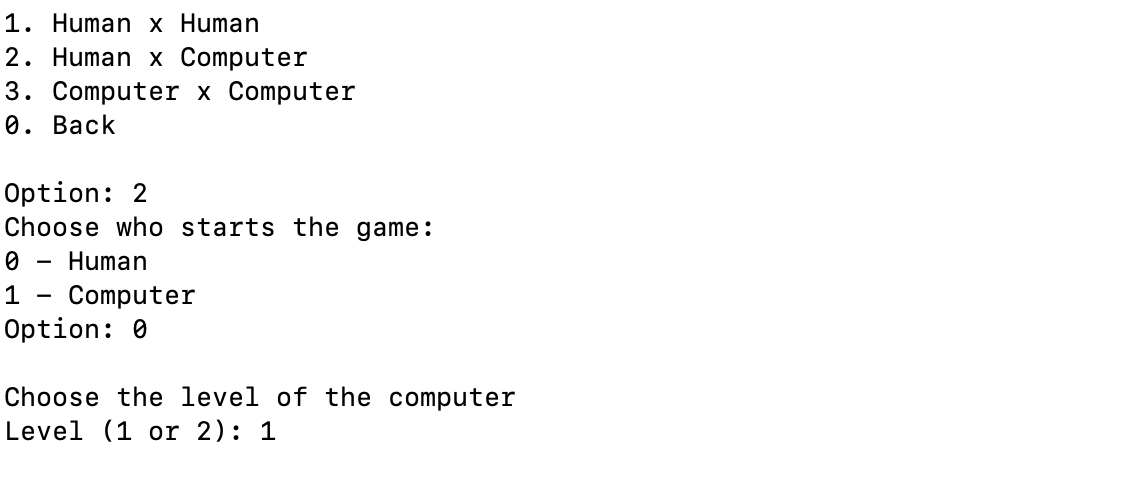 1. Human x Human
2. Human x Computer
3. Computer x Computer
0. Back
Option: 2
Choose who starts the game:
0 – Human
1 – Computer
Option: 0
Choose the level of the computer
Level (1 or 2): 1